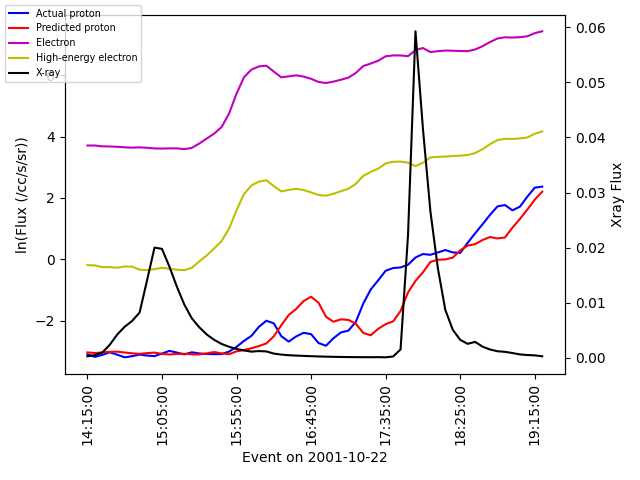 Actual proton
Predicted proton
Electron
High-energy electron
X-ray
6
4
2
0
−2
ln(Flux (/cc/s/sr))
0.06
0.05
0.04
0.03
0.02
0.01
0.00
Xray Flux
14:15:00
15:05:00
15:55:00
16:45:00
17:35:00
18:25:00
19:15:00
Event on 2001-10-22